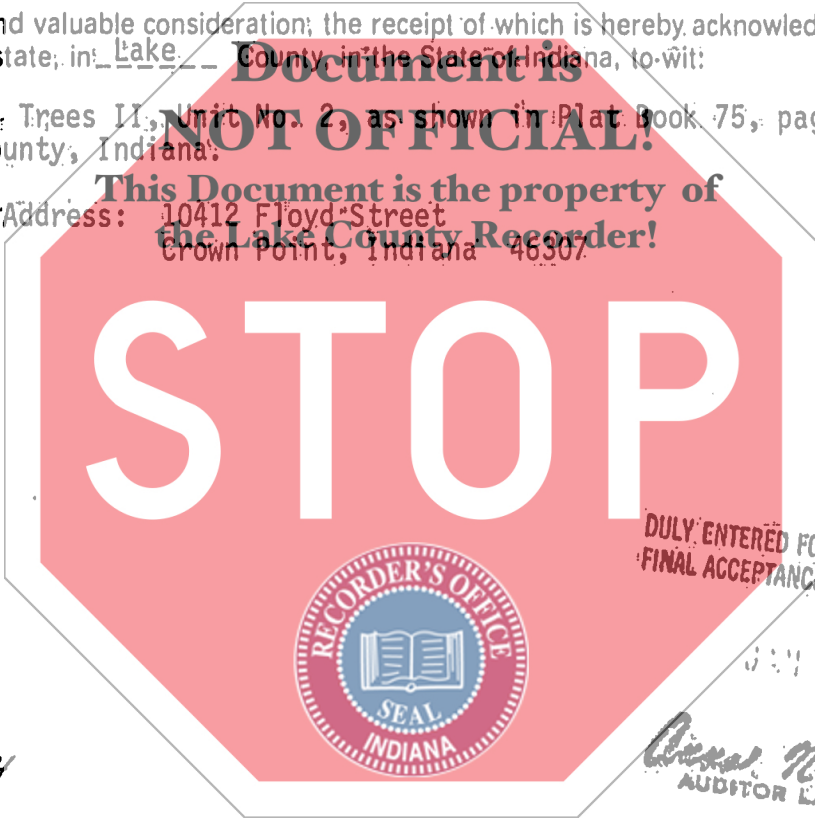 nd valuable consideration, the receipt of which is hereby acknowled
state, in Lake County, in the State of Indiana, to wit:
Document is
Trees II, Unit No. 2, as shown in Plat Book 75, pag
NOT OFFICIAL!
unty, Indiana.
This Document is the property of
Address: 10412 Floyd Street
the Lake County Recorder!
Crown Point, Indiana 46307
STOP
DULY ENTERED FO
FINAL ACCEPTANC
RECORDER'S OFFICE
SEAL
INDIANA
AUDITOR L